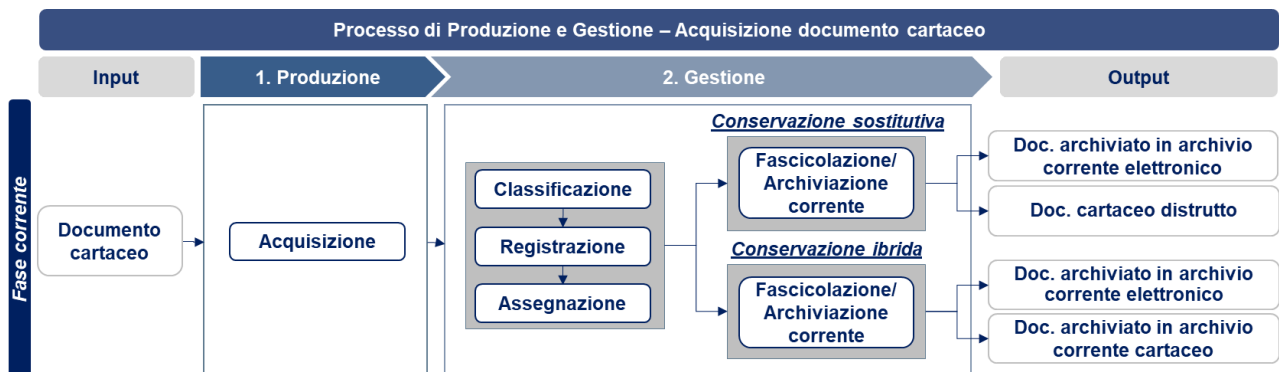 Processo di Produzione e Gestione – Acquisizione documento cartaceo
Input
1. Produzione
2. Gestione
Output
Fase corrente
Documento
cartaceo
Acquisizione
Classificazione
Registrazione
Assegnazione
Conservazione sostitutiva
Fascicolazione/
Archiviazione
corrente
Conservazione ibrida
Fascicolazione/
Archiviazione
corrente
Doc. archiviato in archivio
corrente elettronico
Doc. cartaceo distrutto
Doc. archiviato in archivio
corrente elettronico
Doc. archiviato in archivio
corrente cartaceo